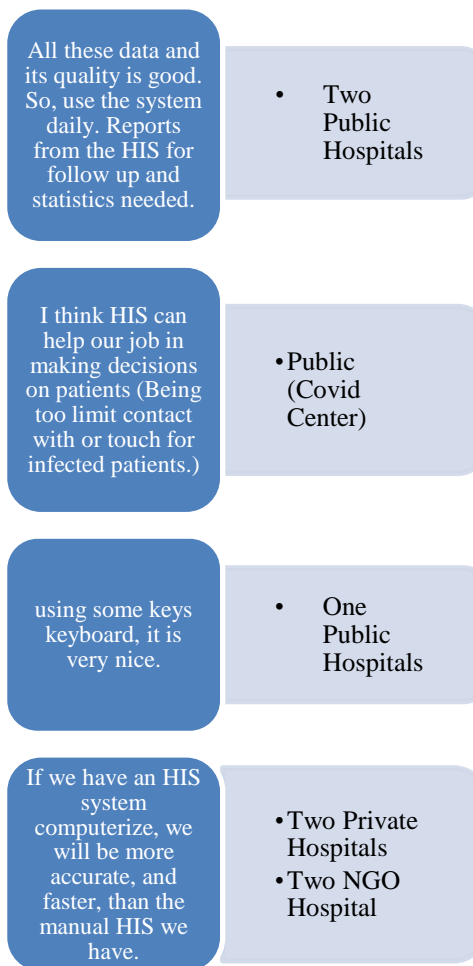 All these data and
its quality is good.
So, use the system
daily. Reports
from the HIS for
follow up and
statistics needed.
• Two
Public
Hospitals
I think HIS can
help our job in
making decisions
on patients (Being
too limit contact
with or touch for
infected patients.)
•Public
(Covid
Center)
using some keys
keyboard, it is
very nice.
• One
Public
Hospitals
If we have an HIS
system
computerize, we
will be more
accurate, and
faster, than the
manual HIS we
have.
•Two Private
Hospitals
•Two NGO
Hospital